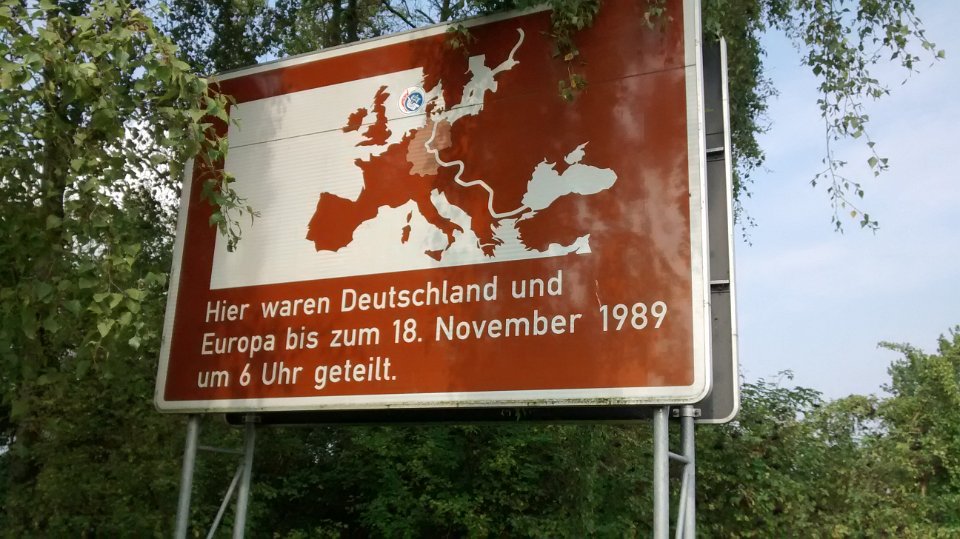 Hier waren Deutschland und
Europa bis zum 18. November 1989
um 6 Uhr geteilt.